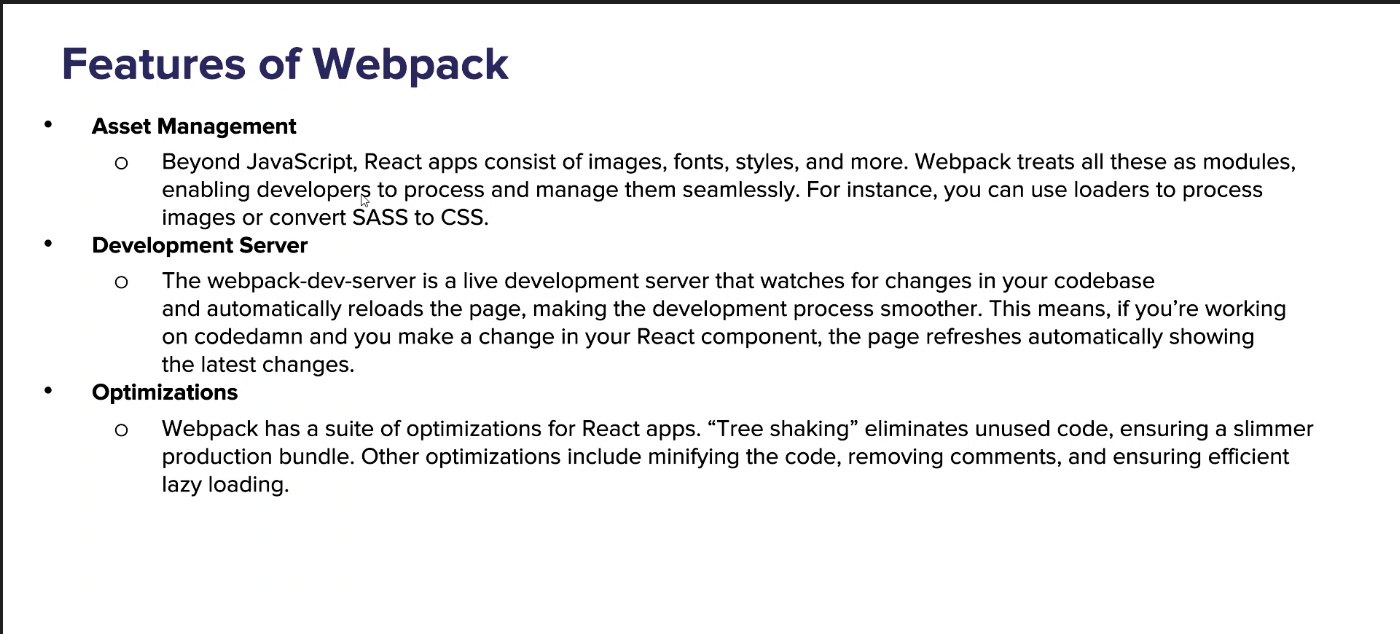 Features of Webpack
• Asset Management
o Beyond JavaScript, React apps consist of images, fonts, styles, and more. Webpack treats all these as modules,
enabling developers to process and manage them seamlessly. For instance, you can use loaders to process
images or convert SASS to CSS.
• Development Server
o The webpack-dev-server is a live development server that watches for changes in your codebase
and automatically reloads the page, making the development process smoother. This means, if you’re working
on codedamn and you make a change in your React component, the page refreshes automatically showing
the latest changes.
• Optimizations
o Webpack has a suite of optimizations for React apps. “Tree shaking” eliminates unused code, ensuring a slimmer
production bundle. Other optimizations include minifying the code, removing comments, and ensuring efficient
lazy loading.